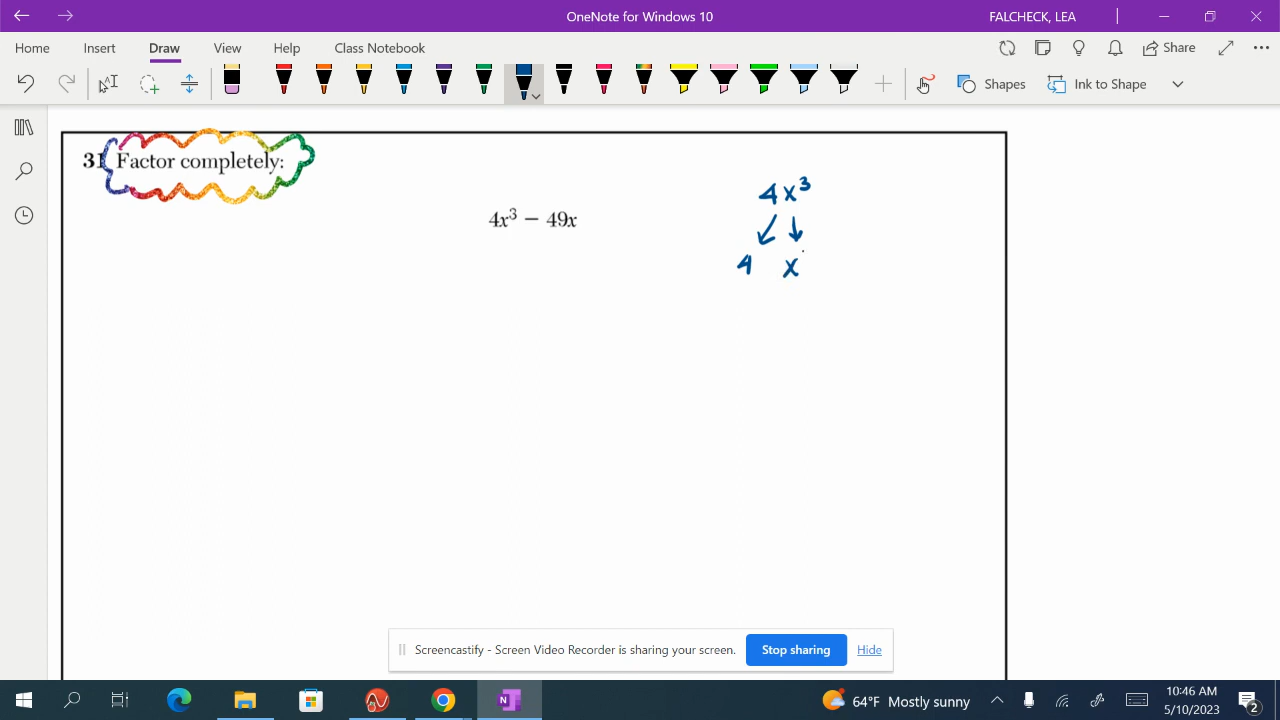 OneNote for Windows 10
FALCHECK, LEA
Home Insert Draw View Help Class Notebook
Share
Shapes
Ink to Shape
31 Factor completely:
4x³ − 49x
4x³
4 x
Screencastify - Screen Video Recorder is sharing your screen.
Stop sharing
Hide
64°F Mostly sunny
10:46 AM
5/10/2023
2